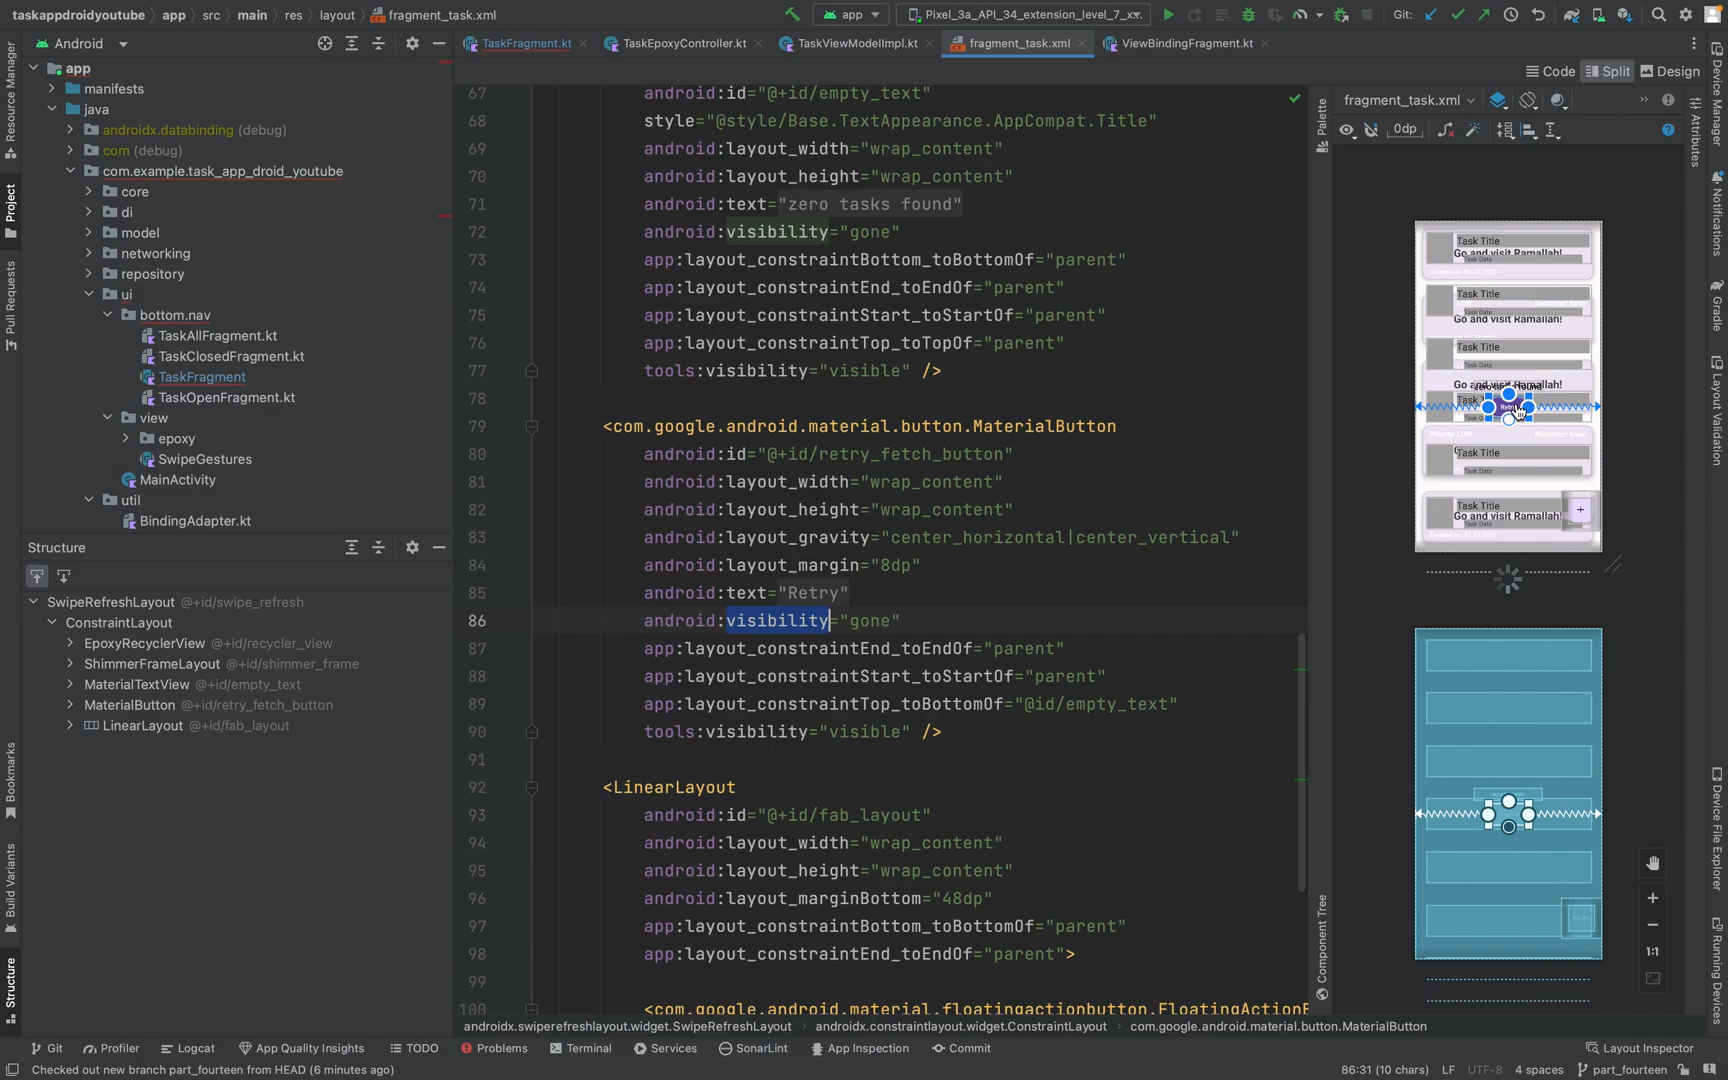 taskappdroidyoutube app src main res layout fragment_task.xml
app Pixel_3a_API_34_extension_level_7_x Git:
Android TaskFragment.kt TaskEpoxyController.kt TaskViewModelImpl.kt fragment_task.xml ViewBindingFragment.kt
Code Split Design
app
manifests
java
androidx.databinding (debug)
com (debug)
com.example.task_app_droid_youtube
core
di
model
networking
repository
ui
bottom.nav
TaskAllFragment.kt
TaskClosedFragment.kt
TaskFragment
TaskOpenFragment.kt
view
epoxy
SwipeGestures
MainActivity
util
BindingAdapter.kt
Structure
SwipeRefreshLayout @+id/swipe_refresh
ConstraintLayout
EpoxyRecyclerView @+id/recycler_view
ShimmerFrameLayout @+id/shimmer_frame
MaterialTextView @+id/empty_text
MaterialButton @+id/retry_fetch_button
LinearLayout @+id/fab_layout
67 android:id="@+id/empty_text"
68 style="@style/Base.TextAppearance.AppCompat.Title"
69 android:layout_width="wrap_content"
70 android:layout_height="wrap_content"
71 android:text="zero tasks found"
72 android:visibility="gone"
73 app:layout_constraintBottom_toBottomOf="parent"
74 app:layout_constraintEnd_toEndOf="parent"
75 app:layout_constraintStart_toStartOf="parent"
76 app:layout_constraintTop_toTopOf="parent"
77 tools:visibility="visible" />
78
79 <com.google.android.material.button.MaterialButton
80 android:id="@+id/retry_fetch_button"
81 android:layout_width="wrap_content"
82 android:layout_height="wrap_content"
83 android:layout_gravity="center_horizontal|center_vertical"
84 android:layout_margin="8dp"
85 android:text="Retry"
86 android:visibility="gone"
87 app:layout_constraintEnd_toEndOf="parent"
88 app:layout_constraintStart_toStartOf="parent"
89 app:layout_constraintTop_toBottomOf="@id/empty_text"
90 tools:visibility="visible" />
91
92 <LinearLayout
93 android:id="@+id/fab_layout"
94 android:layout_width="wrap_content"
95 android:layout_height="wrap_content"
96 android:layout_marginBottom="48dp"
97 app:layout_constraintBottom_toBottomOf="parent"
98 app:layout_constraintEnd_toEndOf="parent">
99
100 <com.google.android.material.floatingactionbutton.FloatingAction
fragment_task.xml
0dp
Task Title
Go and visit Ramallah!
Task Data
Task Title
Go and visit Ramallah!
Task Title
Task Data
Go and visit Ramallah!
Retry
Priority: LOW Reminder: false
Task Title
Task Data
Task Title
Go and visit Ramallah!
Task Data
1:1
androidx.swiperefreshlayout.widget.SwipeRefreshLayout androidx.constraintlayout.widget.ConstraintLayout com.google.android.material.button.MaterialButton
Git Profiler Logcat App Quality Insights TODO Problems Terminal Services SonarLint App Inspection Commit Layout Inspector
Checked out new branch part_fourteen from HEAD (6 minutes ago) 86:31 (10 chars) LF UTF-8 4 spaces part_fourteen
Resource Manager
Project
Pull Requests
Bookmarks
Build Variants
Structure
Palette
Component Tree
Attributes
Device Manager
Notifications
Gradle
Layout Validation
Device File Explorer
Running Devices